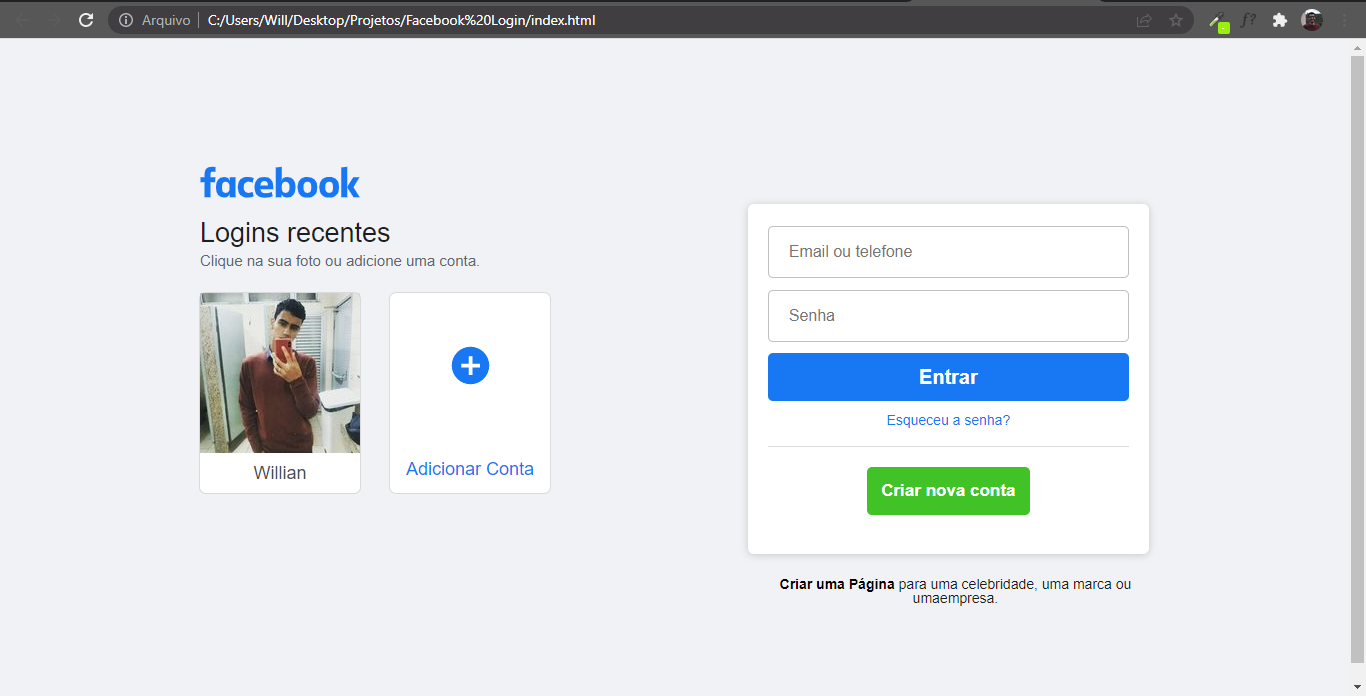 Arquivo | C:/Users/Will/Desktop/Projetos/Facebook%20Login/index.html
f?
facebook
Logins recentes
Clique na sua foto ou adicione uma conta.
Willian
Adicionar Conta
Email ou telefone
Senha
Entrar
Esqueceu a senha?
Criar nova conta
Criar uma Página para uma celebridade, uma marca ou
umaempresa.